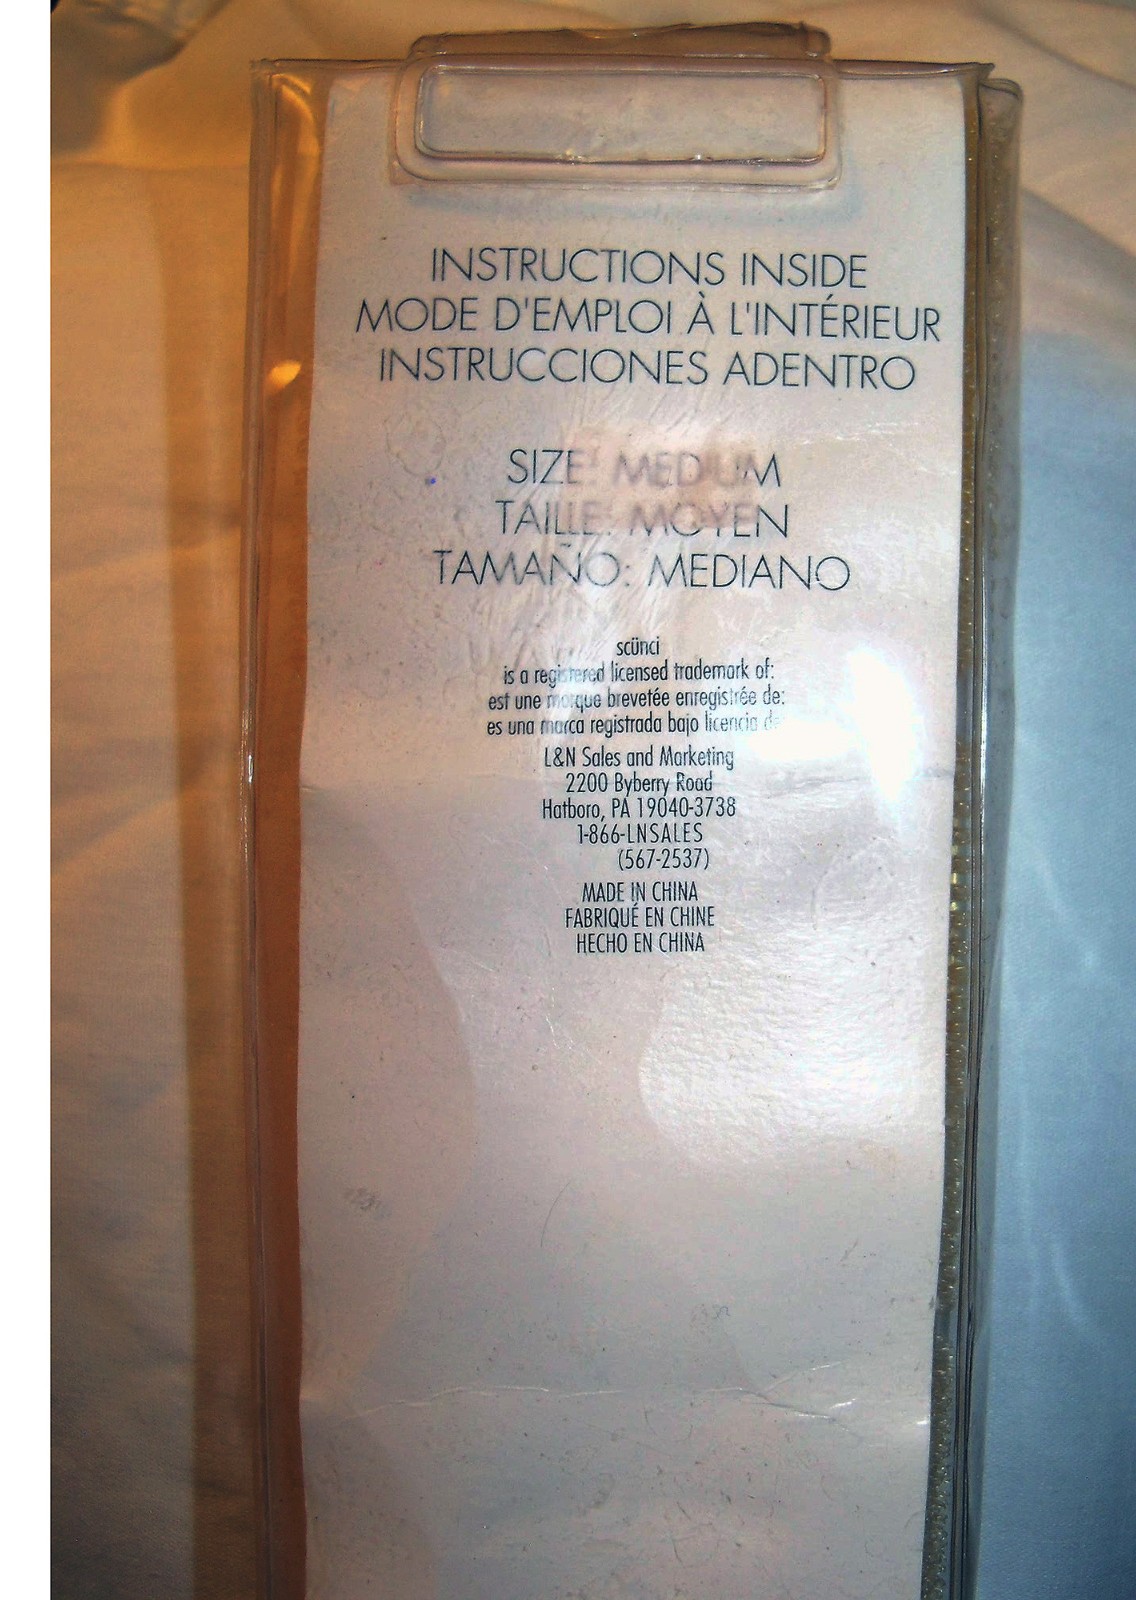 INSTRUCTIONS INSIDE
MODE D'EMPLOI À L'INTÉRIEUR
INSTRUCCIONES ADENTRO
SIZE: MEDIUM
TAILLE: MOYEN
TAMAÑO: MEDIANO
scünci
is a registered licensed trademark of:
est une marque brevetée enregistrée de:
es una marca registrada bajo licencia de
L&N Sales and Marketing
2200 Byberry Road
Hatboro, PA 19040-3738
1-866-LNSALES
(567-2537)
MADE IN CHINA
FABRIQUÉ EN CHINE
HECHO EN CHINA